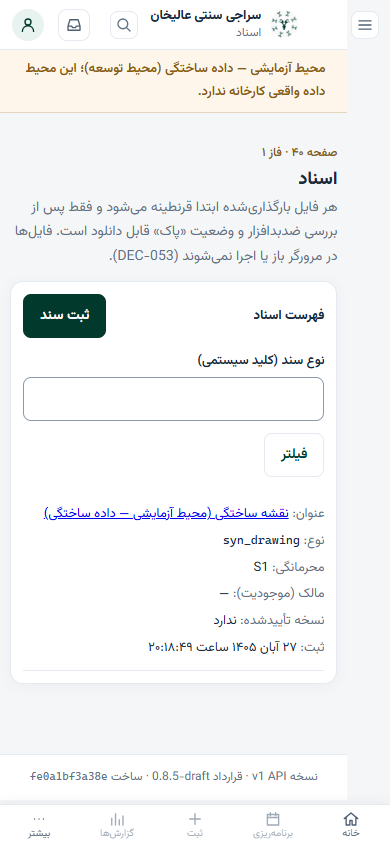 سراجی سنتی عالیخان
اسناد
محیط آزمایشی — داده ساختگی (محیط توسعه)؛ این محیط
داده واقعی کارخانه ندارد.
صفحه ۴۰ · فاز ۱
اسناد
هر فایل بارگذاری‌شده ابتدا قرنطینه می‌شود و فقط پس از
بررسی ضدبدافزار و وضعیت «پاک» قابل دانلود است. فایل‌ها
در مرورگر باز یا اجرا نمی‌شوند (DEC-053).
فهرست اسناد
ثبت سند
نوع سند (کلید سیستمی)
فیلتر
عنوان: نقشه ساختگی (محیط آزمایشی — داده ساختگی)
نوع: syn_drawing
محرمانگی: S1
مالک (موجودیت): —
نسخه تأییدشده: ندارد
ثبت: ۲۷ آبان ۱۴۰۵ ساعت ۲۰:۱۸:۴۹
نسخه v1 API · قرارداد 0.8.5-draft · ساخت fe0a1bf3a38e
خانه
برنامه‌ریزی
ثبت
گزارش‌ها
بیشتر